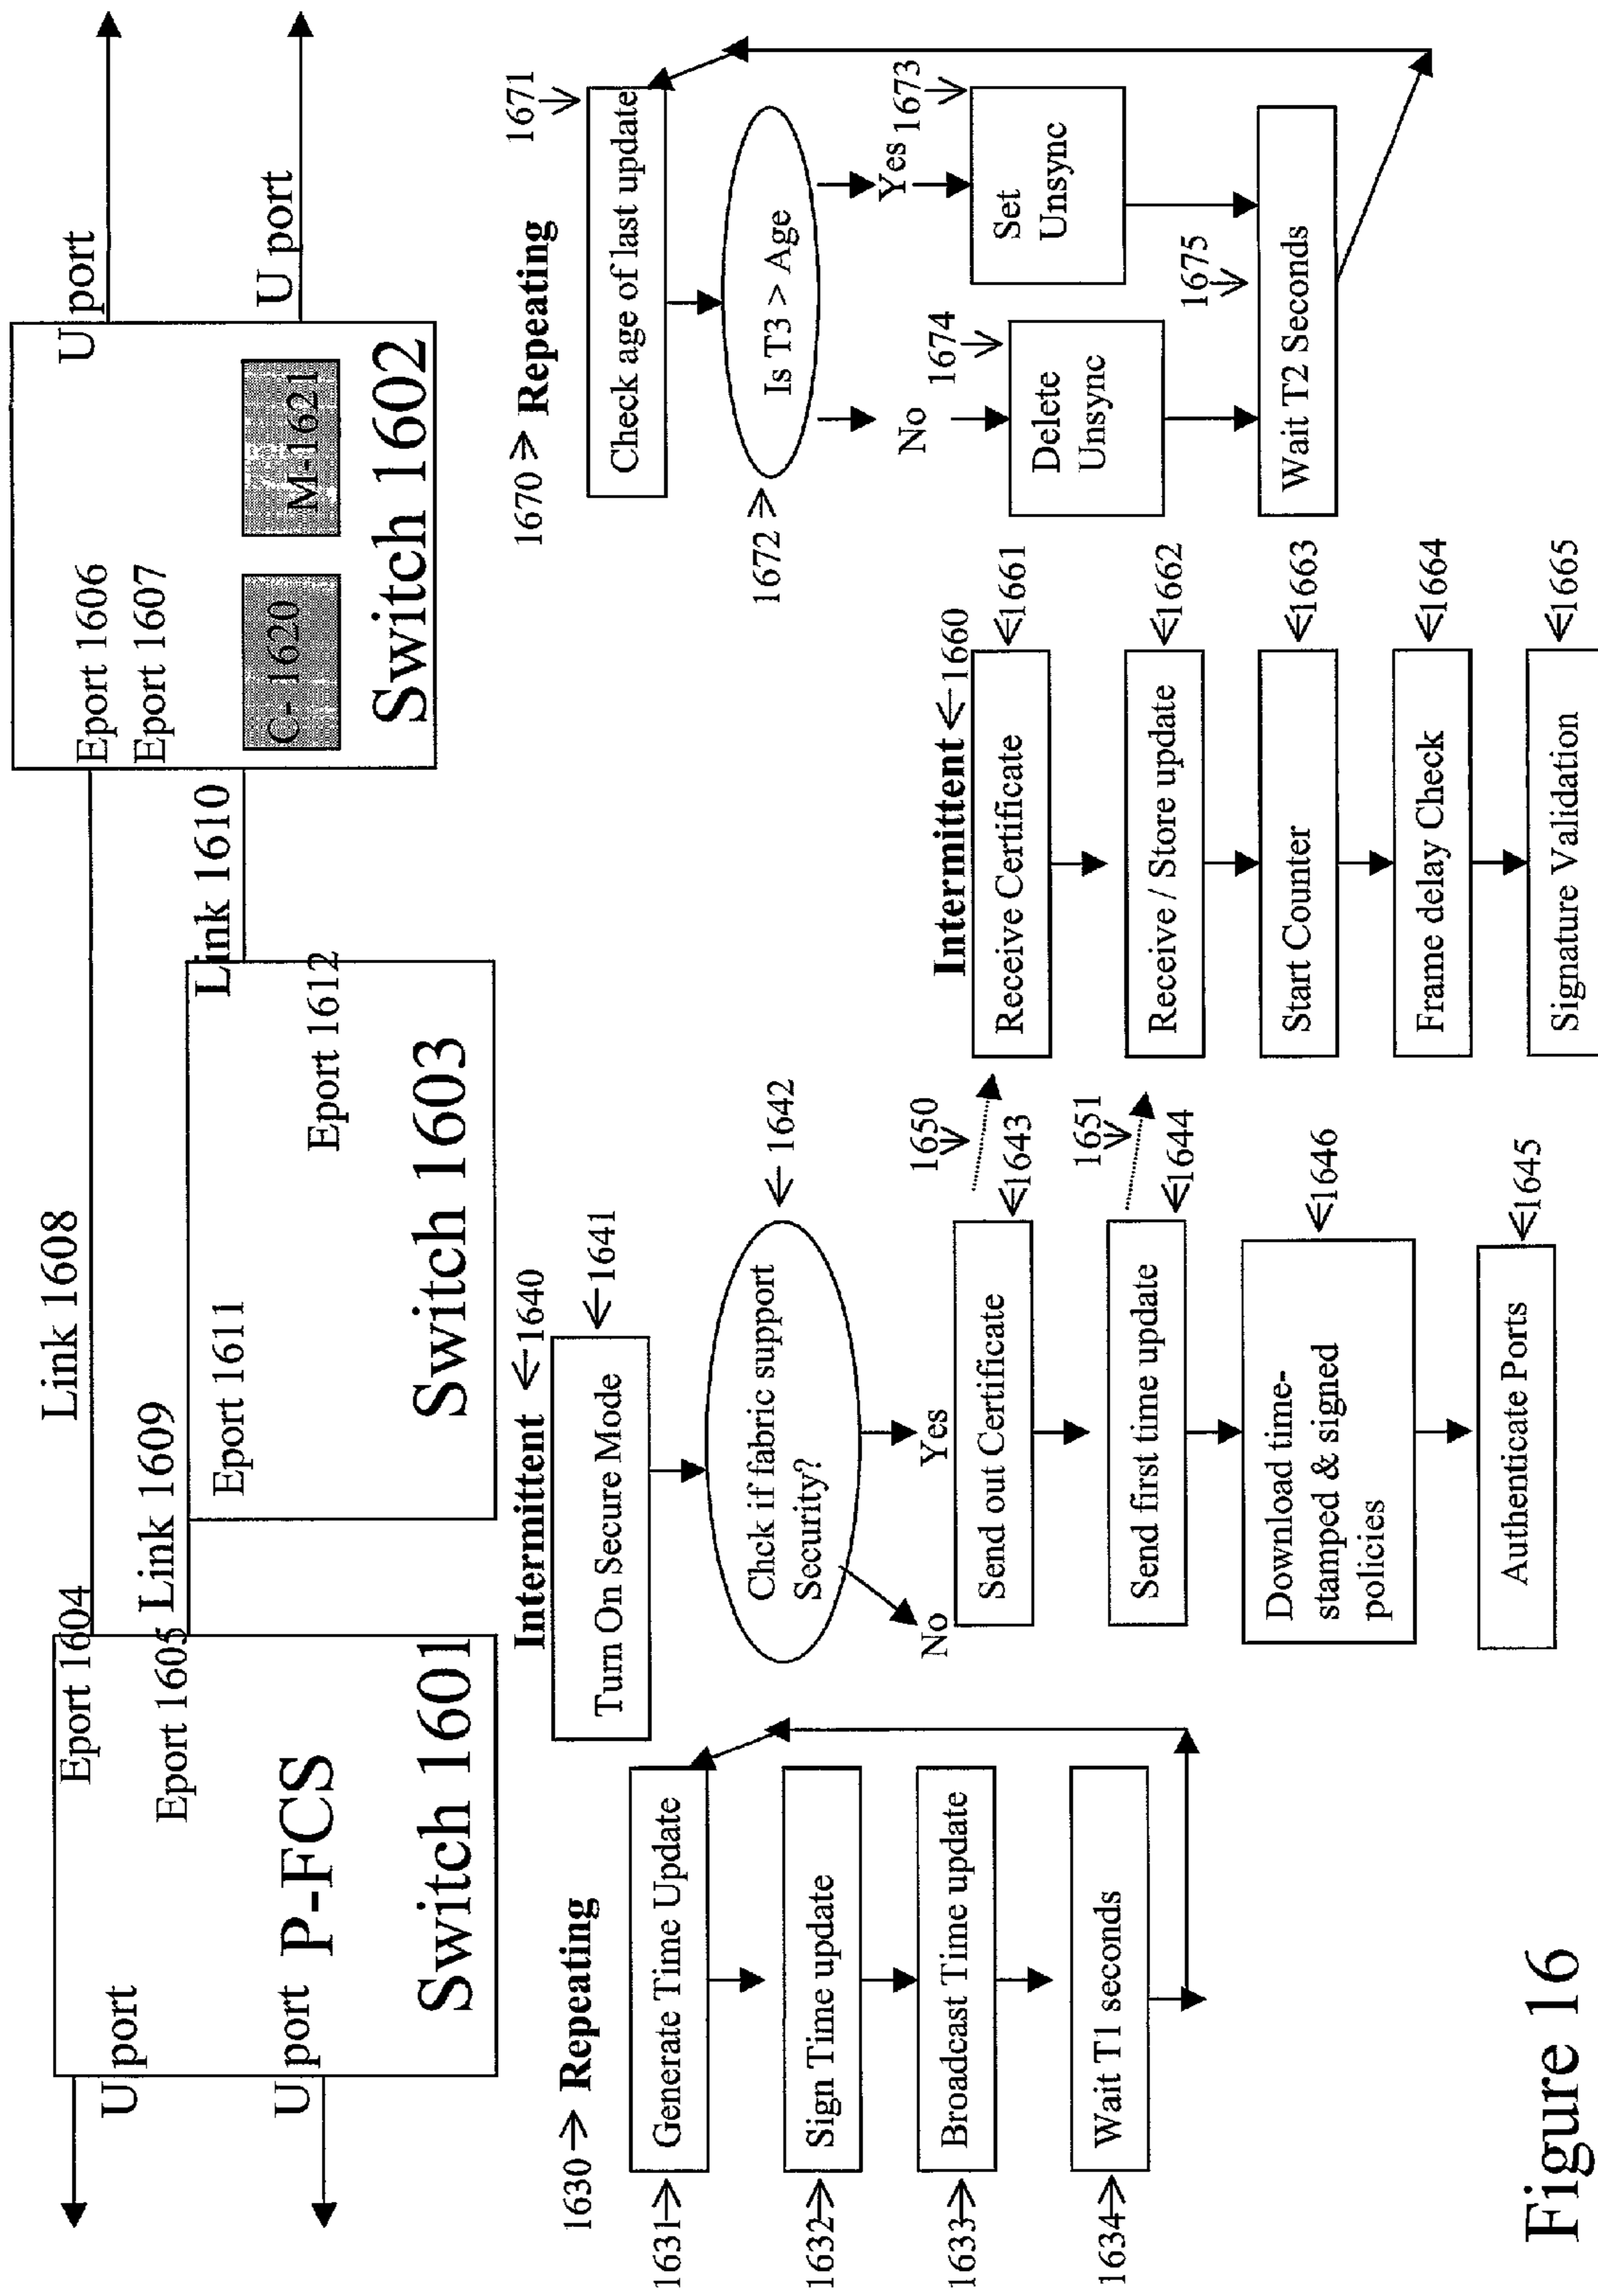 U port
U port
P-FCS
Switch 1601
Eport 1604
Eport 1605
Link 1608
Link 1609
Eport 1611
Eport 1612
Switch 1603
Link 1610
Eport 1606
Eport 1607
C-1620
M-1621
Switch 1602
U port
U port
1630 → Repeating
1631→
Generate Time Update
1632→
Sign Time update
1633→
Broadcast Time update
1634→
Wait T1 seconds
Intermittent ←1640
Turn On Secure Mode
←1641
Chck if fabric support
Security?
←1642
No
Yes
Send out Certificate
←1643
1650
Send first time update
←1644
1651
Download time-
stamped & signed
policies
←1646
Authenticate Ports
←1645
Intermittent ←1660
Receive Certificate
←1661
Receive / Store update
←1662
Start Counter
←1663
Frame delay Check
←1664
Signature Validation
←1665
1670 → Repeating
1671
Check age of last update
1672 →
Is T3 > Age
No
Yes
1673
Set
Unsync
1674
Delete
Unsync
1675
Wait T2 Seconds
Figure 16